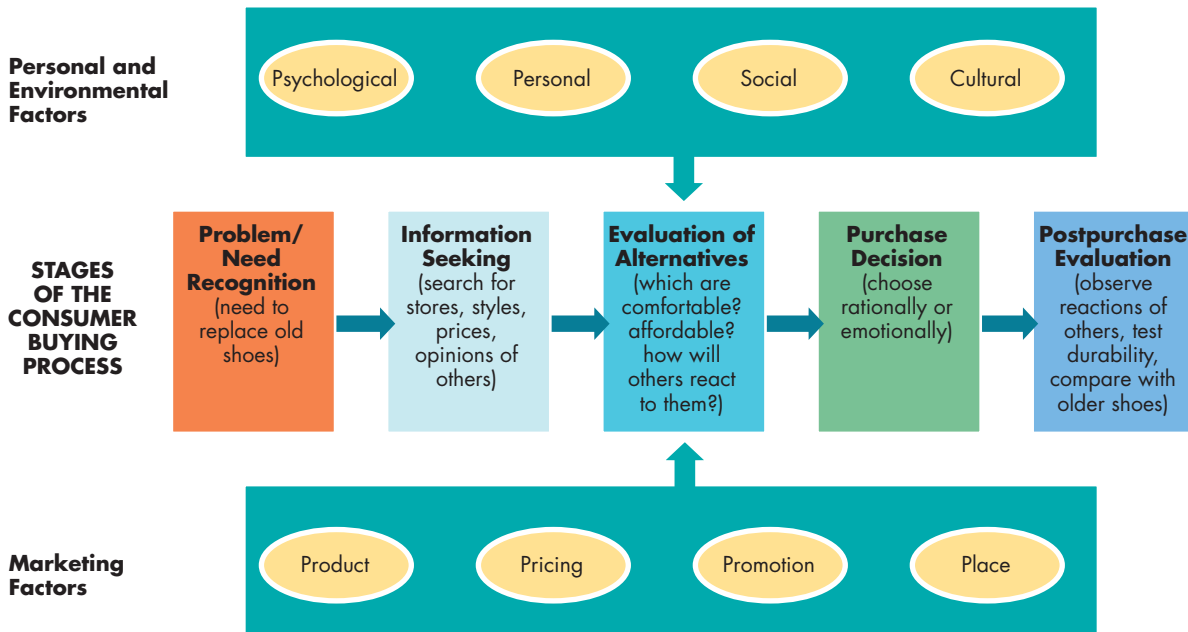 Personal and
Environmental
Factors
Psychological
Personal
Social
Cultural
STAGES
OF THE
CONSUMER
BUYING
PROCESS
Problem/
Need
Recognition
(need to
replace old
shoes)
Information
Seeking
(search for
stores, styles,
prices,
opinions of
others)
Evaluation of
Alternatives
(which are
comfortable?
affordable?
how will
others react
to them?)
Purchase
Decision
(choose
rationally or
emotionally)
Postpurchase
Evaluation
(observe
reactions of
others, test
durability,
compare with
older shoes)
Marketing
Factors
Product
Pricing
Promotion
Place